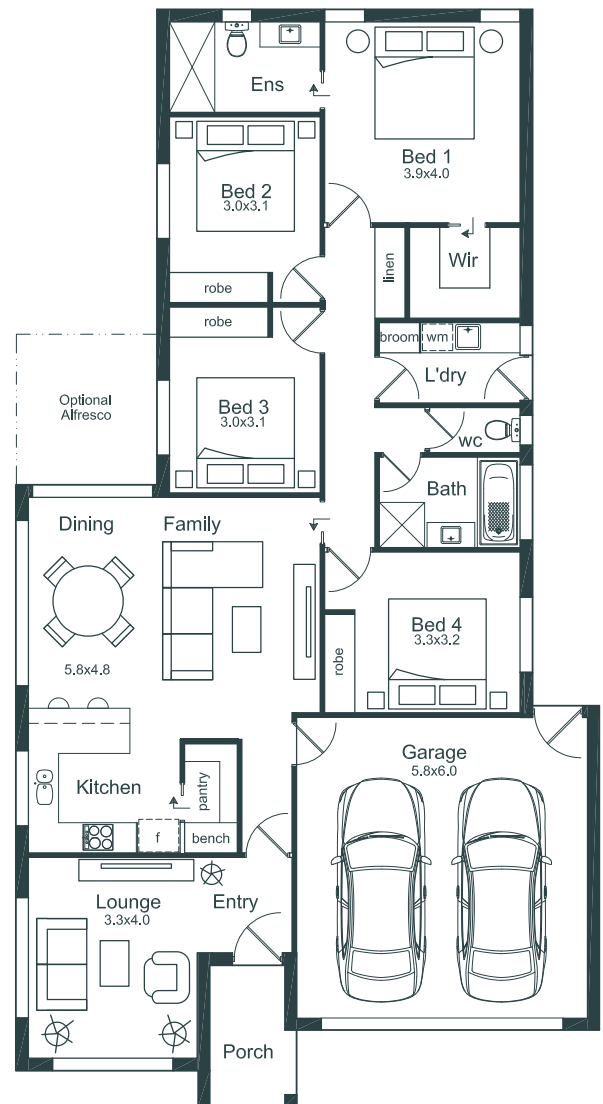 Ens
Bed 1
3.9x4.0
Bed 2
3.0x3.1
robe
linen
Wir
robe
broom
wm
L'dry
Optional
Alfresco
Bed 3
3.0x3.1
wc
Bath
Dining
Family
5.8x4.8
Bed 4
3.3x3.2
robe
Kitchen
pantry
f
bench
Garage
5.8x6.0
Lounge
3.3x4.0
Entry
Porch